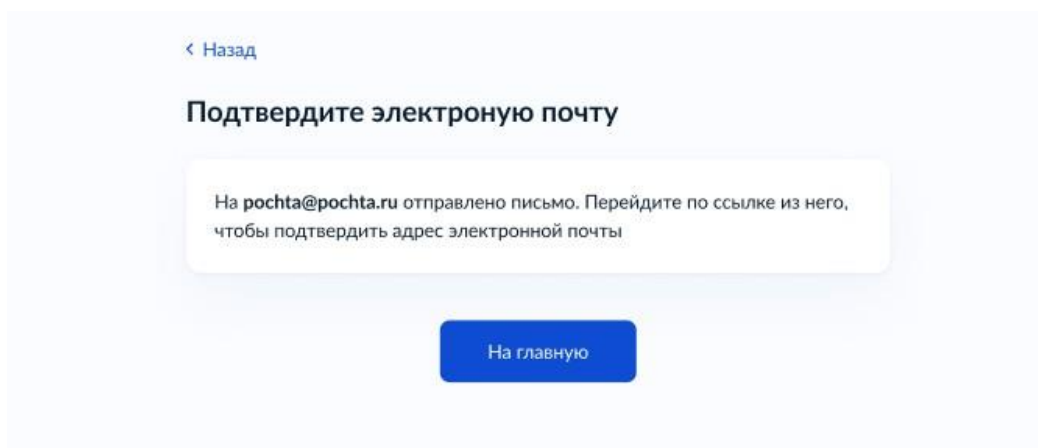 ‹ Назад
Подтвердите электроную почту
На pochta@pochta.ru отправлено письмо. Перейдите по ссылке из него,
чтобы подтвердить адрес электронной почты
На главную